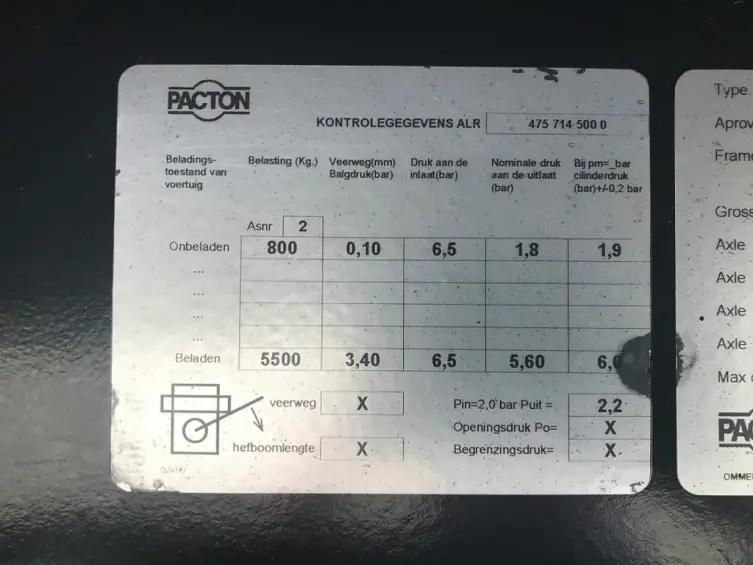 PACTON
KONTROLEGEGEVENS ALR 475 714 500 0
Beladings-
toestand van
voertuig
Belasting (Kg.)
Veerweg(mm)
Balgdruk(bar)
Druk aan de
inlaat(bar)
Nominale druk
aan de uitlaat
(bar)
Bij pm=_bar
cilinderdruk
(bar)+/-0,2 bar
Asnr 2
Onbeladen 800 0,10 6,5 1,8 1,9
...
...
...
...
Beladen 5500 3,40 6,5 5,60 6,
veerweg X Pin=2,0 bar Puit = 2,2
Openingsdruk Po= X
hefboomlengte X Begrenzingsdruk= X
Type
Aprov
Frame
Gross
Axle
Axle
Axle
Axle
Max
PAC
OMME